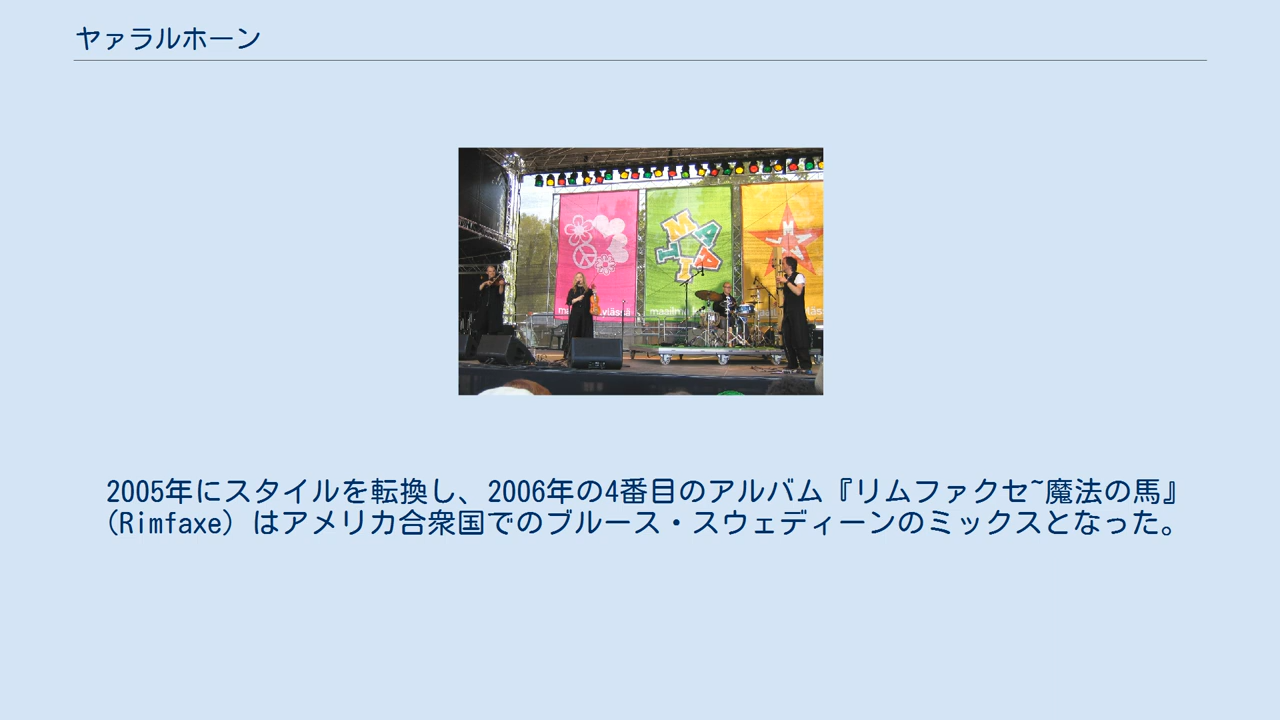 ヤァラルホーン
MAATI
2005年にスタイルを転換し、2006年の4番目のアルバム『リムファクセ~魔法の馬』
(Rimfaxe) はアメリカ合衆国でのブルース・スウェディーンのミックスとなった。